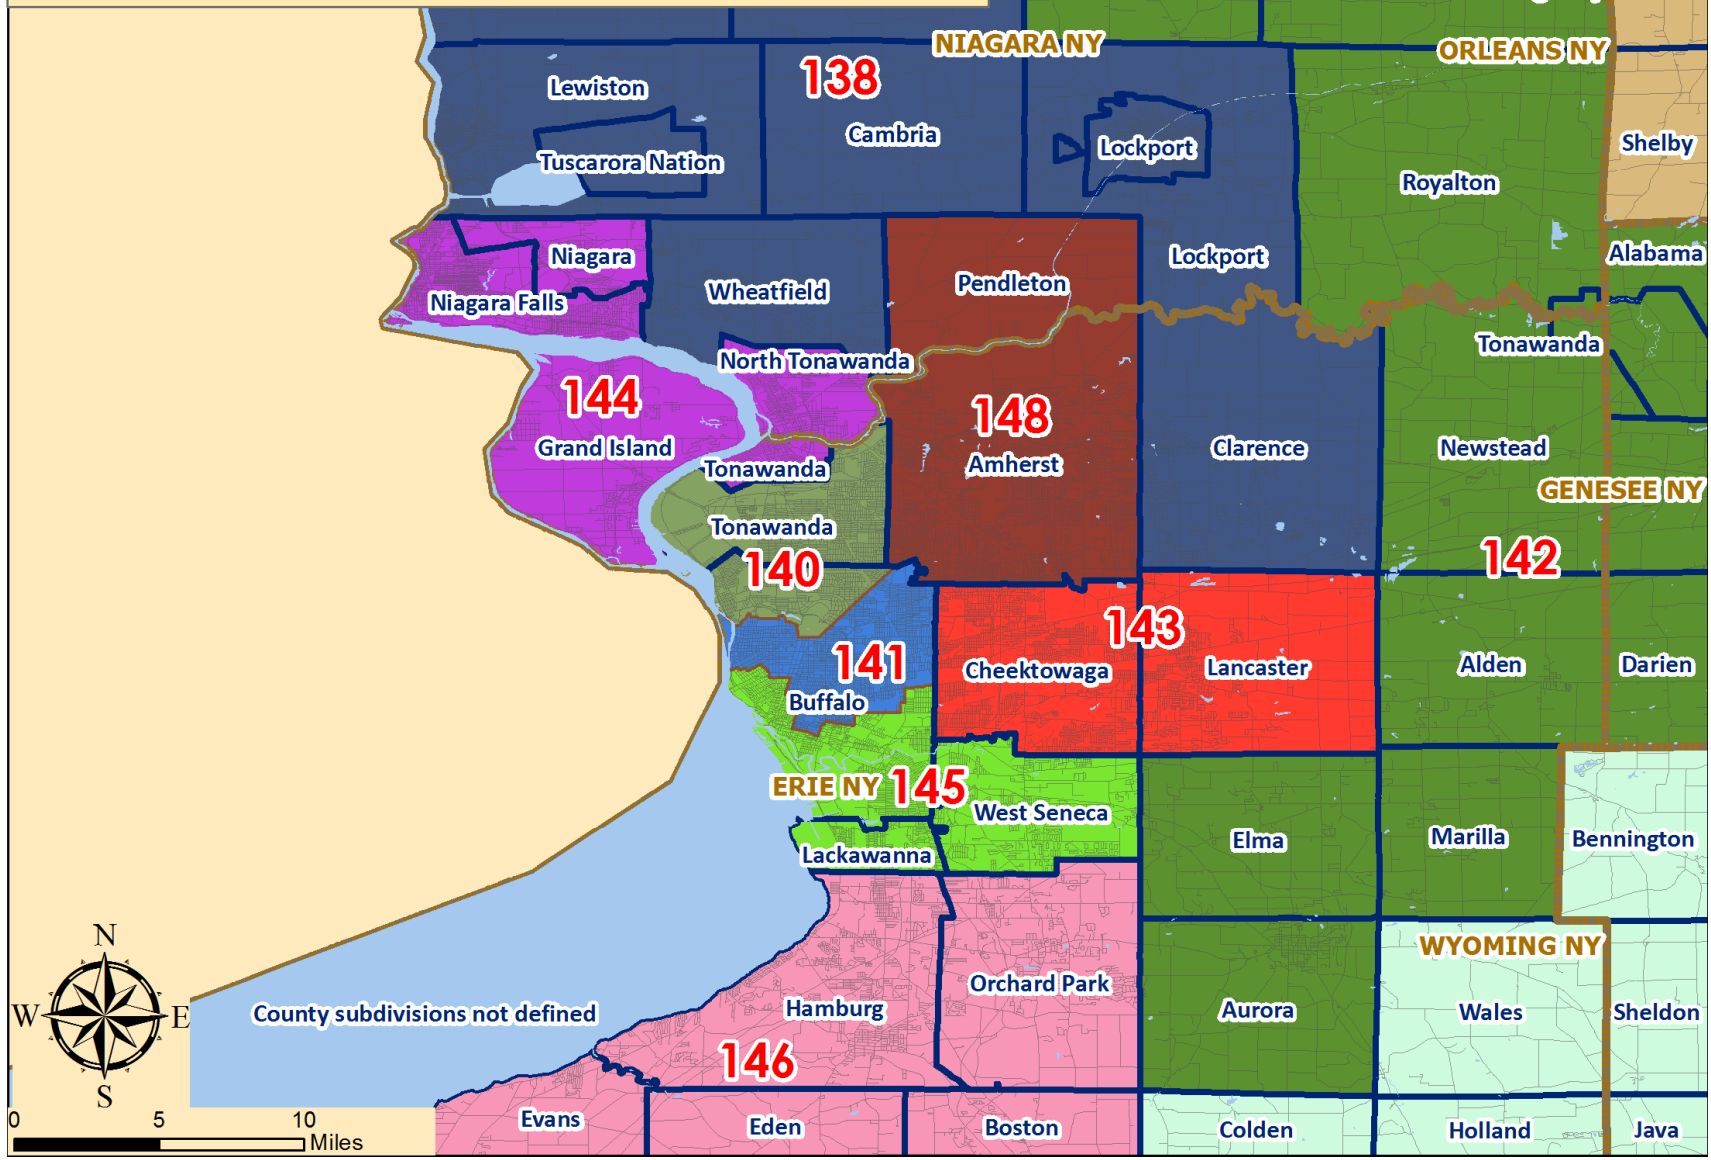 NIAGARA NY
ORLEANS NY
138
Lewiston
Cambria
Lockport
Shelby
Tuscarora Nation
Royalton
Niagara
Lockport
Alabama
Pendleton
Wheatfield
Niagara Falls
Tonawanda
North Tonawanda
144
148
Grand Island
Amherst
Clarence
Newstead
Tonawanda
GENESEE NY
Tonawanda
142
140
143
141
Cheektowaga
Lancaster
Alden
Darien
Buffalo
ERIE NY
145
West Seneca
Elma
Marilla
Bennington
Lackawanna
WYOMING NY
N
W
E
S
Orchard Park
County subdivisions not defined
Hamburg
Aurora
Wales
Sheldon
146
Evans
Eden
Boston
Colden
Holland
Java
0 5 10
Miles